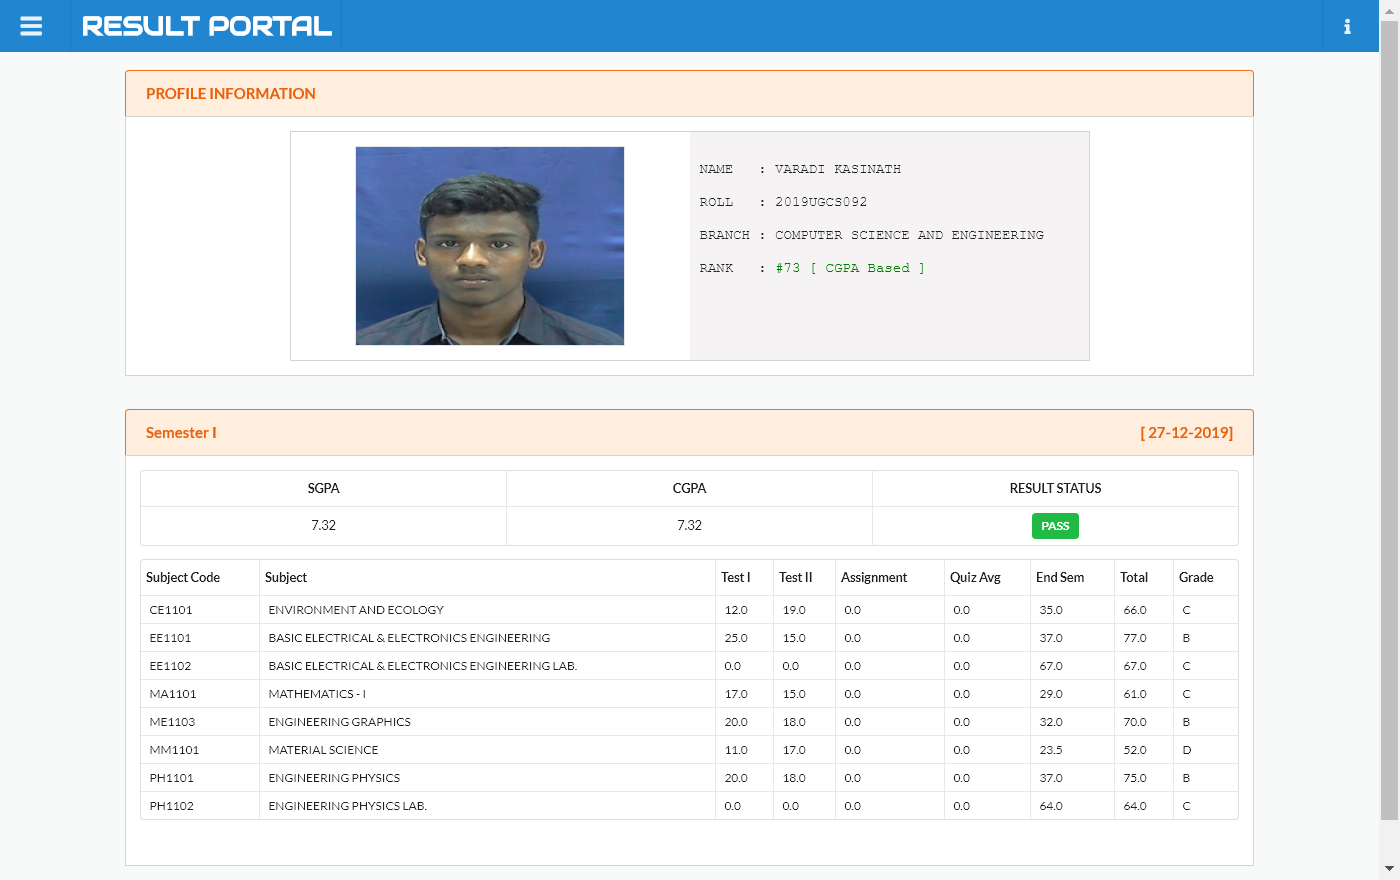 RESULT PORTAL
PROFILE INFORMATION
NAME : VARADI KASINATH
ROLL : 2019UGCS092
BRANCH : COMPUTER SCIENCE AND ENGINEERING
RANK : #73 [ CGPA Based ]
Semester I [ 27-12-2019]
SGPA CGPA RESULT STATUS
7.32 7.32 PASS
Subject Code Subject Test I Test II Assignment Quiz Avg End Sem Total Grade
CE1101 ENVIRONMENT AND ECOLOGY 12.0 19.0 0.0 0.0 35.0 66.0 C
EE1101 BASIC ELECTRICAL & ELECTRONICS ENGINEERING 25.0 15.0 0.0 0.0 37.0 77.0 B
EE1102 BASIC ELECTRICAL & ELECTRONICS ENGINEERING LAB. 0.0 0.0 0.0 0.0 67.0 67.0 C
MA1101 MATHEMATICS - I 17.0 15.0 0.0 0.0 29.0 61.0 C
ME1103 ENGINEERING GRAPHICS 20.0 18.0 0.0 0.0 32.0 70.0 B
MM1101 MATERIAL SCIENCE 11.0 17.0 0.0 0.0 23.5 52.0 D
PH1101 ENGINEERING PHYSICS 20.0 18.0 0.0 0.0 37.0 75.0 B
PH1102 ENGINEERING PHYSICS LAB. 0.0 0.0 0.0 0.0 64.0 64.0 C